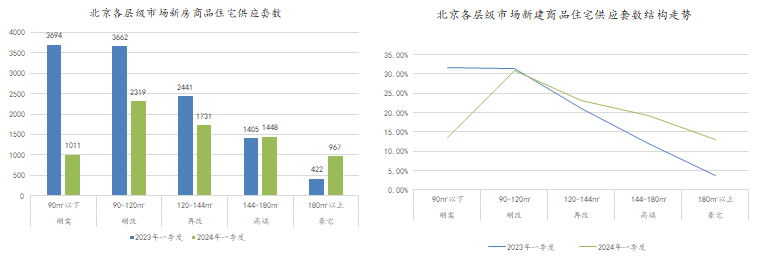 北京各层级市场新房商品住宅供应套数
4000
3500
3000
2500
2000
1500
1000
500
0
3694
1011
3662
2319
2441
1731
1405
1448
422
967
90㎡以下
90-120㎡
120-144㎡
144-180㎡
180㎡以上
刚需
刚改
再改
高端
豪宅
2023年一季度
2024年一季度
北京各层级市场新建商品住宅供应套数结构走势
35.00%
30.00%
25.00%
20.00%
15.00%
10.00%
5.00%
0.00%
90㎡以下
90-120㎡
120-144㎡
144-180㎡
180㎡以上
刚需
刚改
再改
高端
豪宅
2023年一季度
2024年一季度